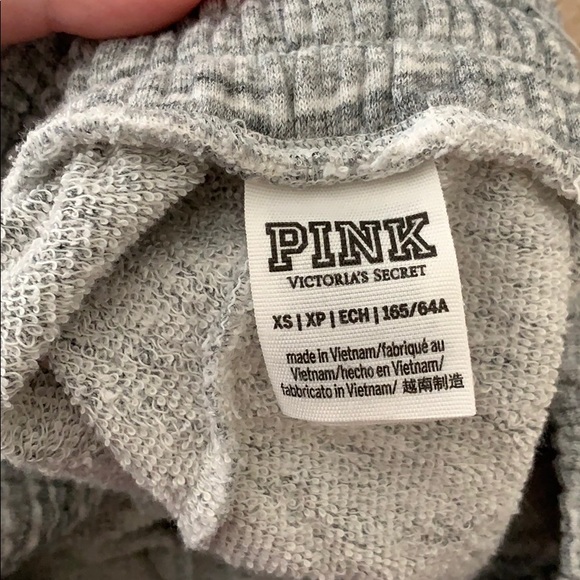 PINK
VICTORIA'S SECRET
XS | XP | ECH | 165/64A
made in Vietnam/fabriqué au
Vietnam/hecho en Vietnam/
fabbricato in Vietnam/ 越南制造